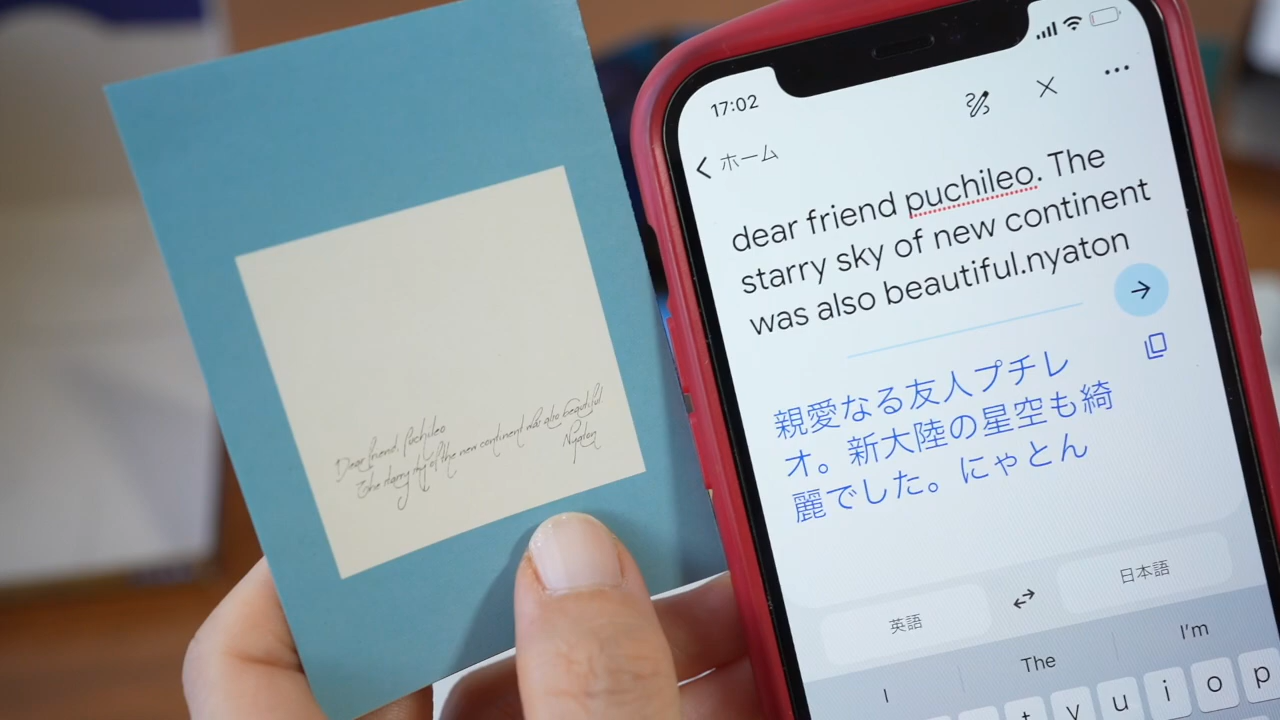 Dear friend, Puchileo
The starry sky of the new continent was also beautiful
Nyaton
17:02
ホーム
dear friend puchileo. The
starry sky of new continent
was also beautiful.nyaton
親愛なる友人プチレ
オ。新大陸の星空も綺
麗でした。にゃとん
英語
日本語
I
The
I'm
t y u i o p